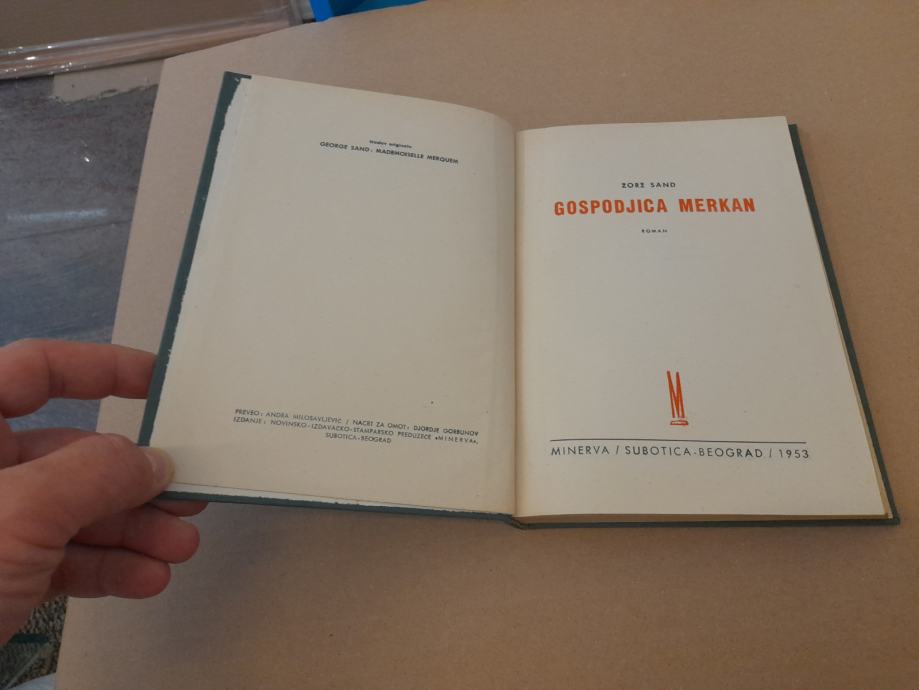 Naslov originala
GEORGE SAND: MADEMOISELLE MERQUEM
PREVEO: ANDRA MILOSAVLJEVIĆ / NACRT ZA OMOT: DJORDJE GORBUNOV
IZDANJE: NOVINSKO-IZDAVAČKO-ŠTAMPARSKO PREDUZEĆE »MINERVA«,
SUBOTICA-BEOGRAD
ŽORŽ SAND
GOSPODJICA MERKAN
ROMAN
M
MINERVA / SUBOTICA-BEOGRAD / 1953